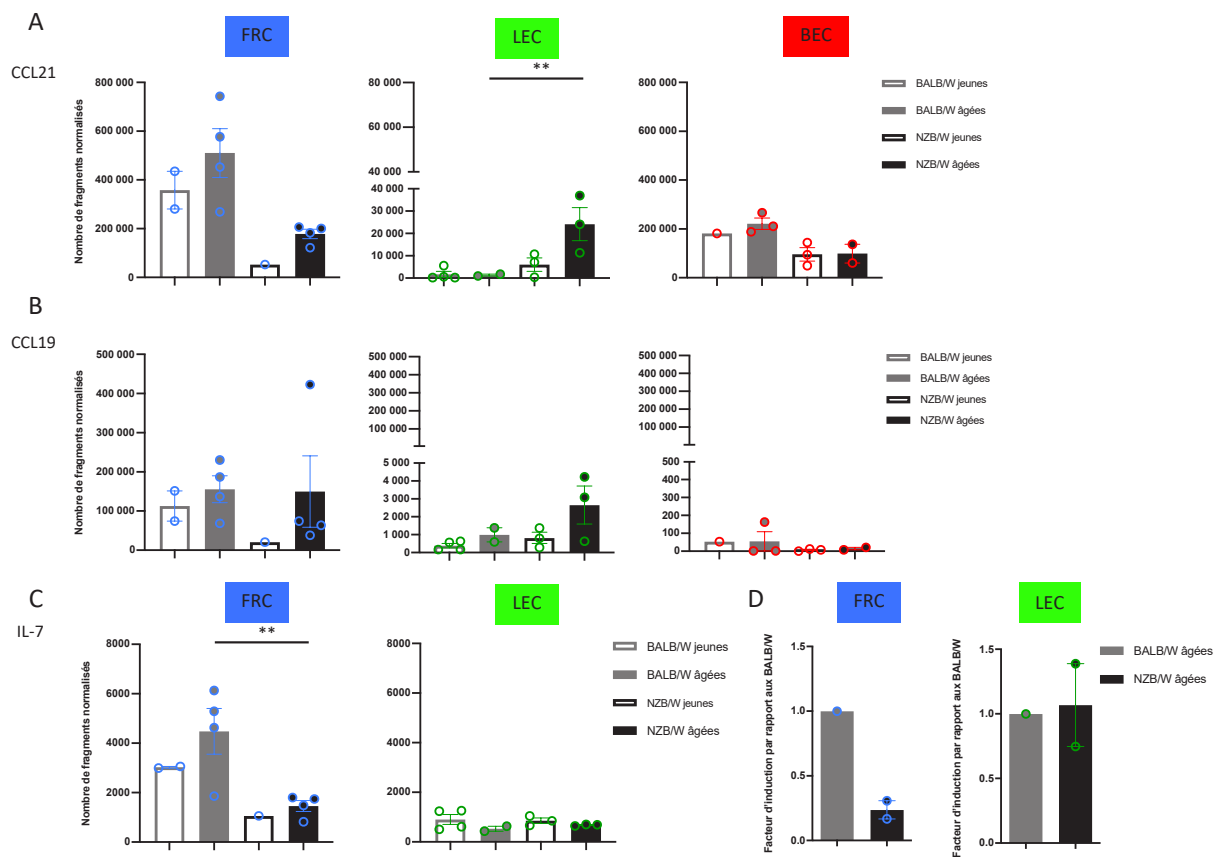 A
FRC
LEC
BEC
CCL21
Nombre de fragments normalisés
800 000
600 000
400 000
200 000
0
**
80 000
60 000
40 000
40 000
30 000
20 000
10 000
0
800 000
600 000
400 000
200 000
0
BALB/W jeunes
BALB/W âgées
NZB/W jeunes
NZB/W âgées
B
CCL19
Nombre de fragments normalisés
500 000
400 000
300 000
200 000
100 000
0
500 000
400 000
300 000
200 000
100 000
5 000
4 000
3 000
2 000
1 000
0
500 000
400 000
300 000
200 000
100 000
500
400
300
200
100
0
BALB/W jeunes
BALB/W âgées
NZB/W jeunes
NZB/W âgées
C
FRC
LEC
IL-7
Nombre de fragments normalisés
8000
6000
4000
2000
0
**
8000
6000
4000
2000
0
BALB/W jeunes
BALB/W âgées
NZB/W jeunes
NZB/W âgées
D
FRC
LEC
Facteur d'induction par rapport aux BALB/W
1.5
1.0
0.5
0.0
Facteur d'induction par rapport aux BALB/W
1.5
1.0
0.5
0.0
BALB/W âgées
NZB/W âgées